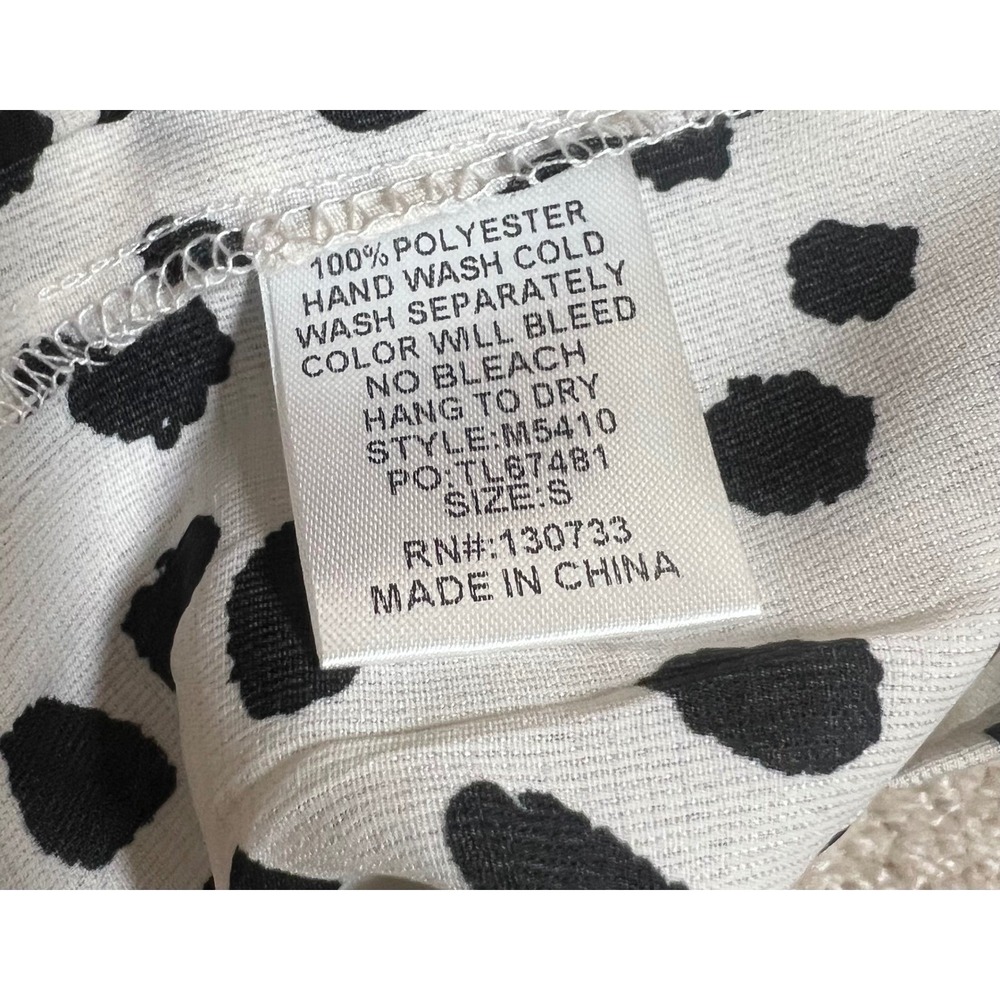 100% POLYESTER
HAND WASH COLD
WASH SEPARATELY
COLOR WILL BLEED
NO BLEACH
HANG TO DRY
STYLE:M5410
PO:TL67481
SIZE:S
RN#:130733
MADE IN CHINA